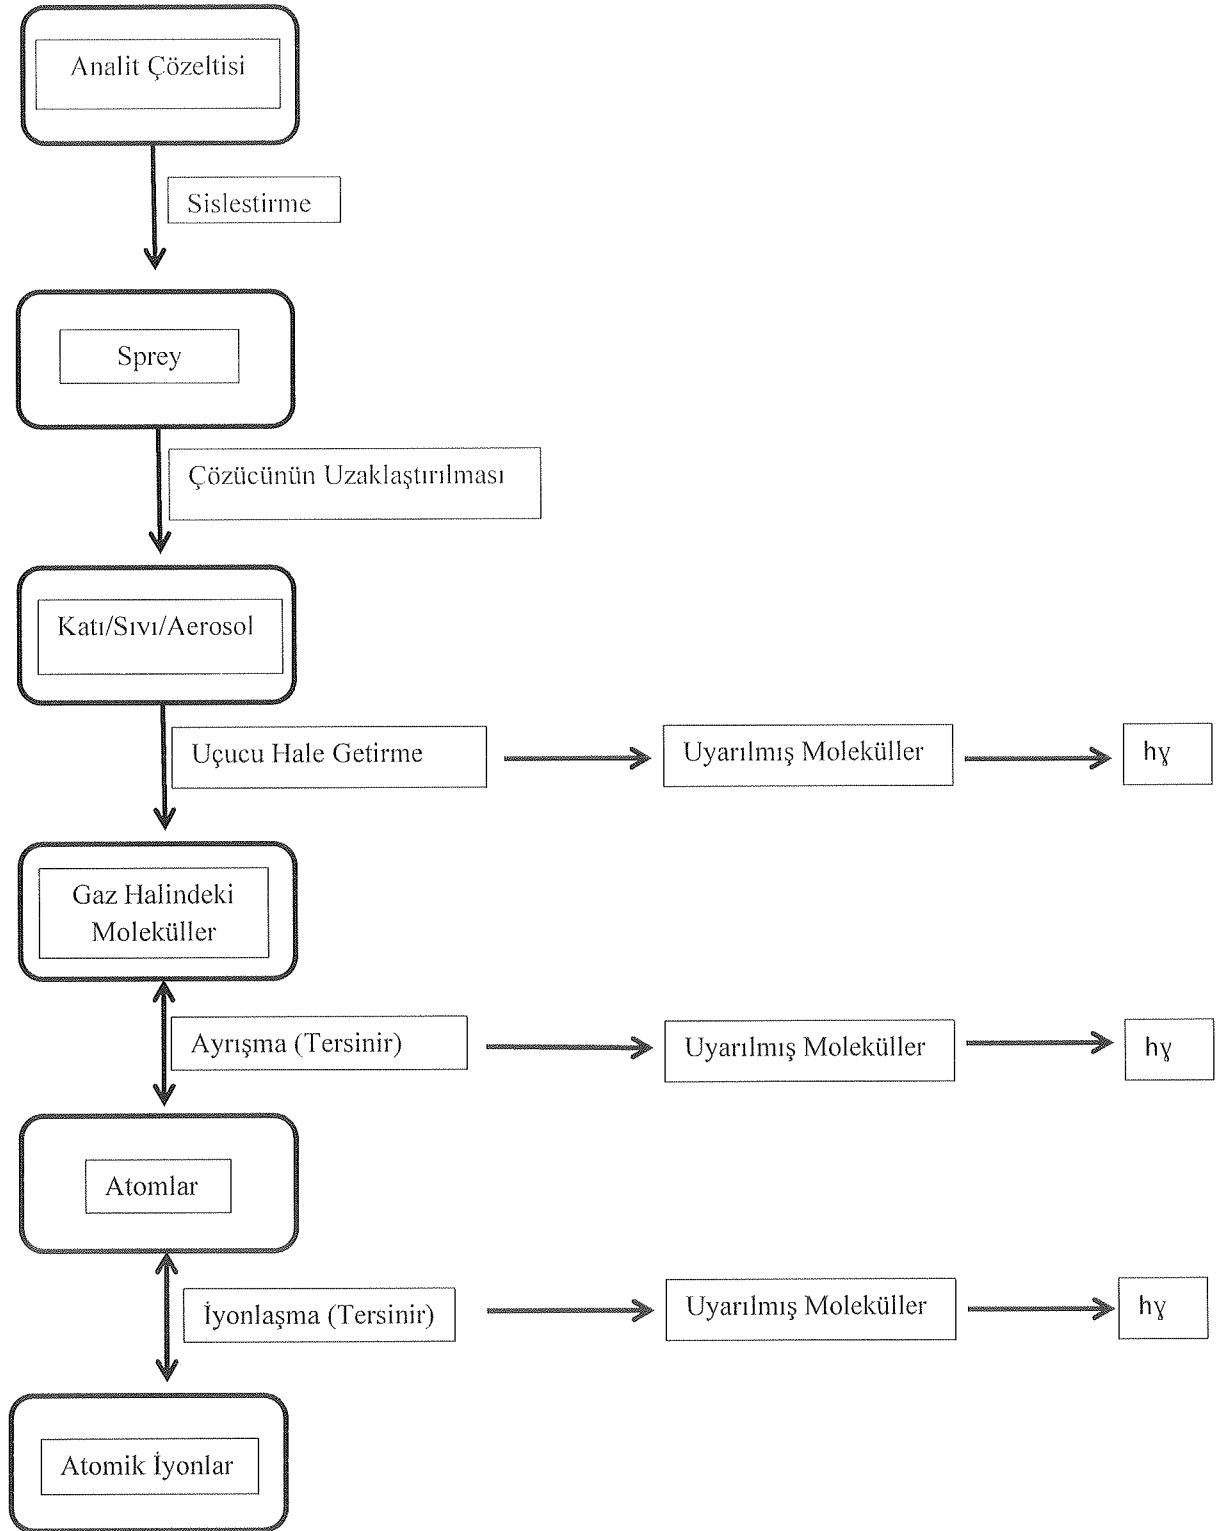 Analit Çözeltisi
Sislestirme
Sprey
Çözücünün Uzaklaştırılması
Katı/Sıvı/Aerosol
Uçucu Hale Getirme
Uyarılmış Moleküller
hɣ
Gaz Halindeki
Moleküller
Ayrışma (Tersinir)
Uyarılmış Moleküller
hɣ
Atomlar
İyonlaşma (Tersinir)
Uyarılmış Moleküller
hɣ
Atomik İyonlar